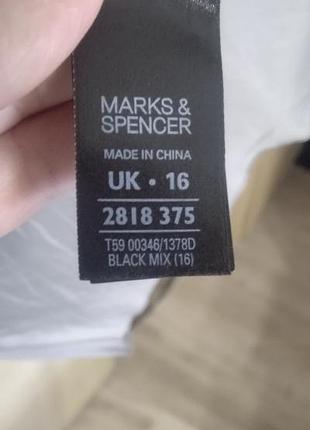 MARKS &
SPENCER
MADE IN CHINA
UK • 16
2818 375
T59 00346/1378D
BLACK MIX (16)